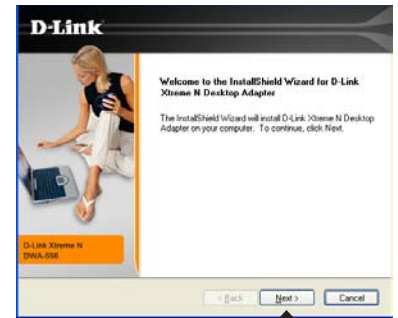 D-Link
Welcome to the InstallShield Wizard for D-Link
Xtreme N Desktop Adapter
The InstallShield Wizard will install D-Link Xtreme N Desktop
Adapter on your computer. To continue, click Next.
D-Link Xtreme N
DWA-556
< Back
Next >
Cancel